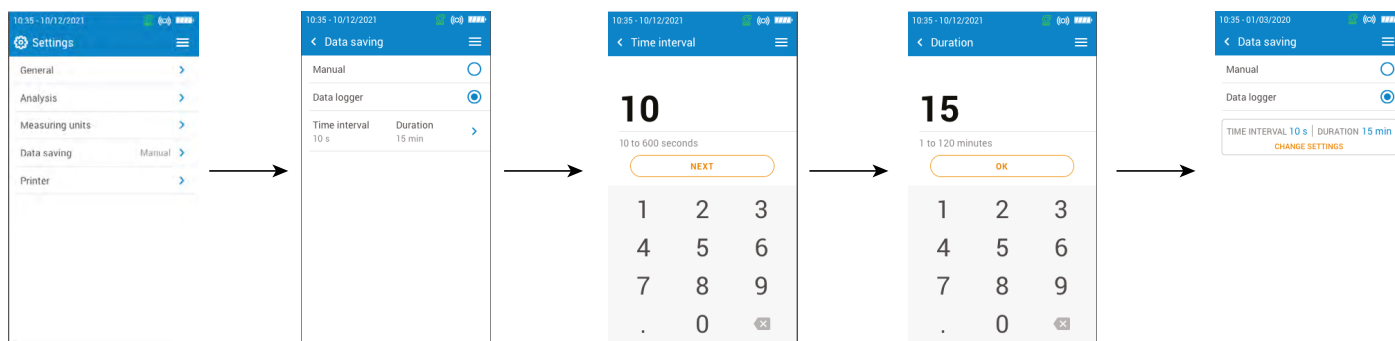 10:35 - 10/12/2021
Settings
General
Analysis
Measuring units
Data saving Manual
Printer
10:35 - 10/12/2021
Data saving
Manual
Data logger
Time interval Duration
10 s 15 min
10:35 - 10/12/2021
Time interval
10
10 to 600 seconds
NEXT
1 2 3
4 5 6
7 8 9
. 0
10:35 - 10/12/2021
Duration
15
1 to 120 minutes
OK
1 2 3
4 5 6
7 8 9
. 0
10:35 - 01/03/2020
Data saving
Manual
Data logger
TIME INTERVAL 10 s | DURATION 15 min
CHANGE SETTINGS